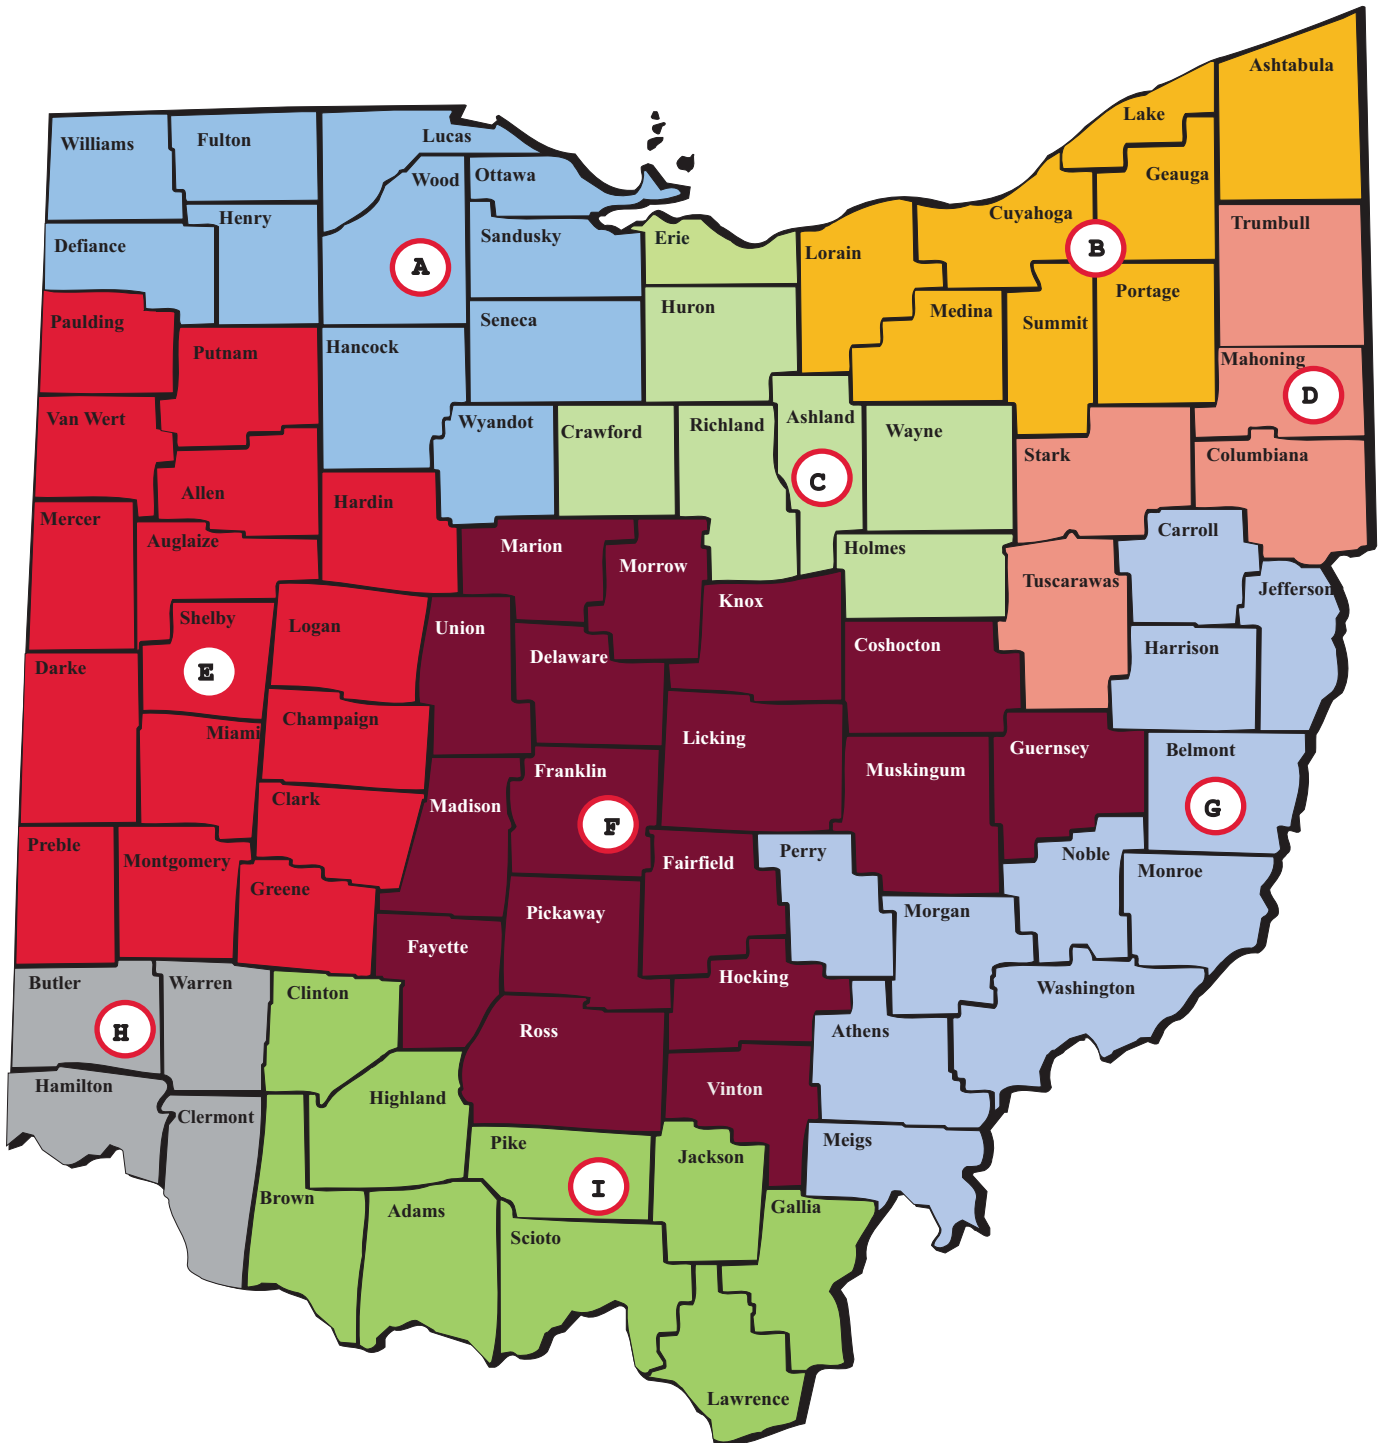 Ashtabula
Lake
Williams
Fulton
Lucas
Geauga
Wood
Ottawa
Henry
Cuyahoga
Trumbull
Defiance
Sandusky
Erie
Lorain
B
A
Portage
Paulding
Seneca
Huron
Medina
Summit
Putnam
Hancock
Mahoning
D
Van Wert
Wyandot
Crawford
Richland
Ashland
Wayne
Stark
Columbiana
C
Allen
Hardin
Mercer
Auglaize
Marion
Holmes
Carroll
Morrow
Tuscarawas
Jefferson
Knox
Shelby
Logan
Union
Coshocton
Harrison
Darke
E
Delaware
Champaign
Miami
Licking
Guernsey
Belmont
Franklin
Muskingum
Clark
Madison
G
F
Preble
Montgomery
Fairfield
Perry
Noble
Monroe
Greene
Pickaway
Morgan
Fayette
Hocking
Butler
Warren
Clinton
Washington
H
Ross
Athens
Hamilton
Highland
Vinton
Clermont
Pike
Jackson
Meigs
I
Brown
Adams
Gallia
Scioto
Lawrence